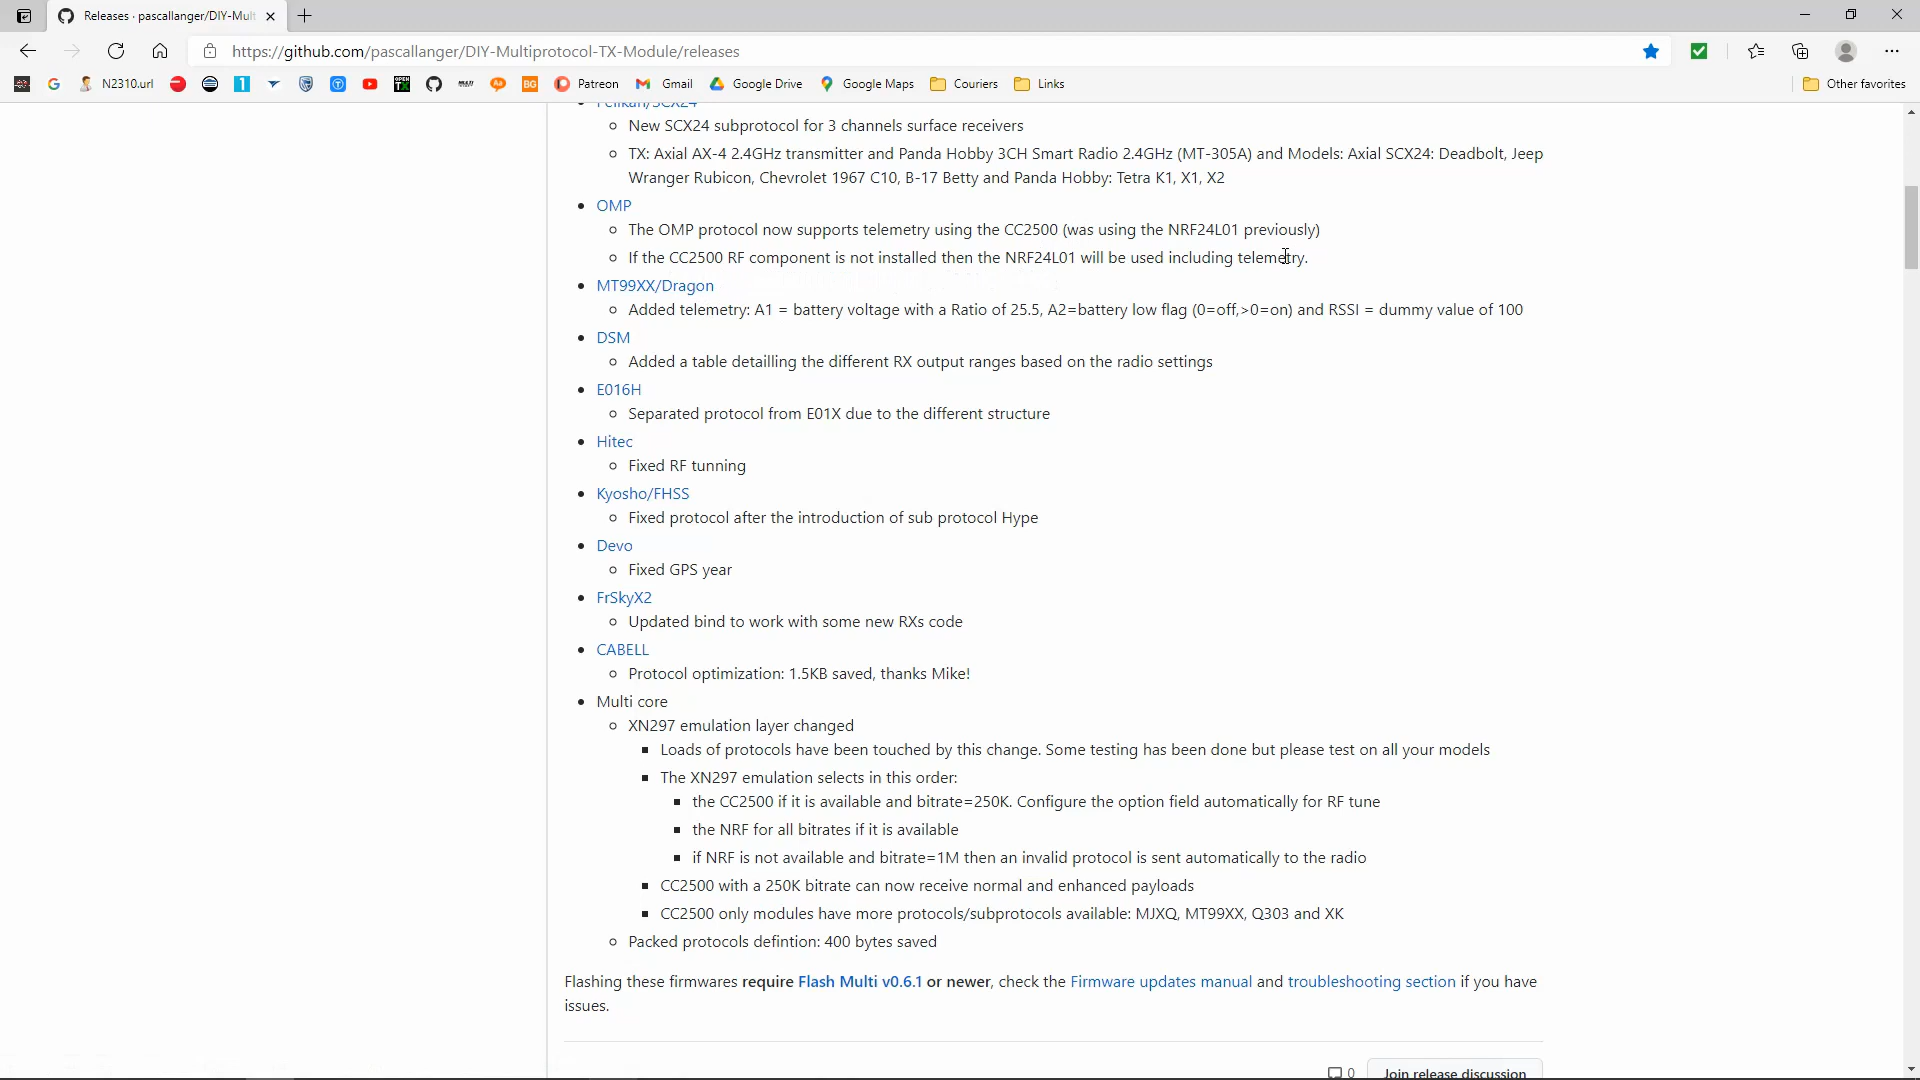 Releases · pascallanger/DIY-Mult
https://github.com/pascallanger/DIY-Multiprotocol-TX-Module/releases
N2310.url
Patreon
Gmail
Google Drive
Google Maps
Couriers
Links
Other favorites
Pelikan/SCX24
New SCX24 subprotocol for 3 channels surface receivers
TX: Axial AX-4 2.4GHz transmitter and Panda Hobby 3CH Smart Radio 2.4GHz (MT-305A) and Models: Axial SCX24: Deadbolt, Jeep
Wranger Rubicon, Chevrolet 1967 C10, B-17 Betty and Panda Hobby: Tetra K1, X1, X2
OMP
The OMP protocol now supports telemetry using the CC2500 (was using the NRF24L01 previously)
If the CC2500 RF component is not installed then the NRF24L01 will be used including telemetry.
MT99XX/Dragon
Added telemetry: A1 = battery voltage with a Ratio of 25.5, A2=battery low flag (0=off,>0=on) and RSSI = dummy value of 100
DSM
Added a table detailling the different RX output ranges based on the radio settings
E016H
Separated protocol from E01X due to the different structure
Hitec
Fixed RF tunning
Kyosho/FHSS
Fixed protocol after the introduction of sub protocol Hype
Devo
Fixed GPS year
FrSkyX2
Updated bind to work with some new RXs code
CABELL
Protocol optimization: 1.5KB saved, thanks Mike!
Multi core
XN297 emulation layer changed
Loads of protocols have been touched by this change. Some testing has been done but please test on all your models
The XN297 emulation selects in this order:
the CC2500 if it is available and bitrate=250K. Configure the option field automatically for RF tune
the NRF for all bitrates if it is available
if NRF is not available and bitrate=1M then an invalid protocol is sent automatically to the radio
CC2500 with a 250K bitrate can now receive normal and enhanced payloads
CC2500 only modules have more protocols/subprotocols available: MJXQ, MT99XX, Q303 and XK
Packed protocols defintion: 400 bytes saved
Flashing these firmwares require Flash Multi v0.6.1 or newer, check the Firmware updates manual and troubleshooting section if you have
issues.
0
Join release discussion